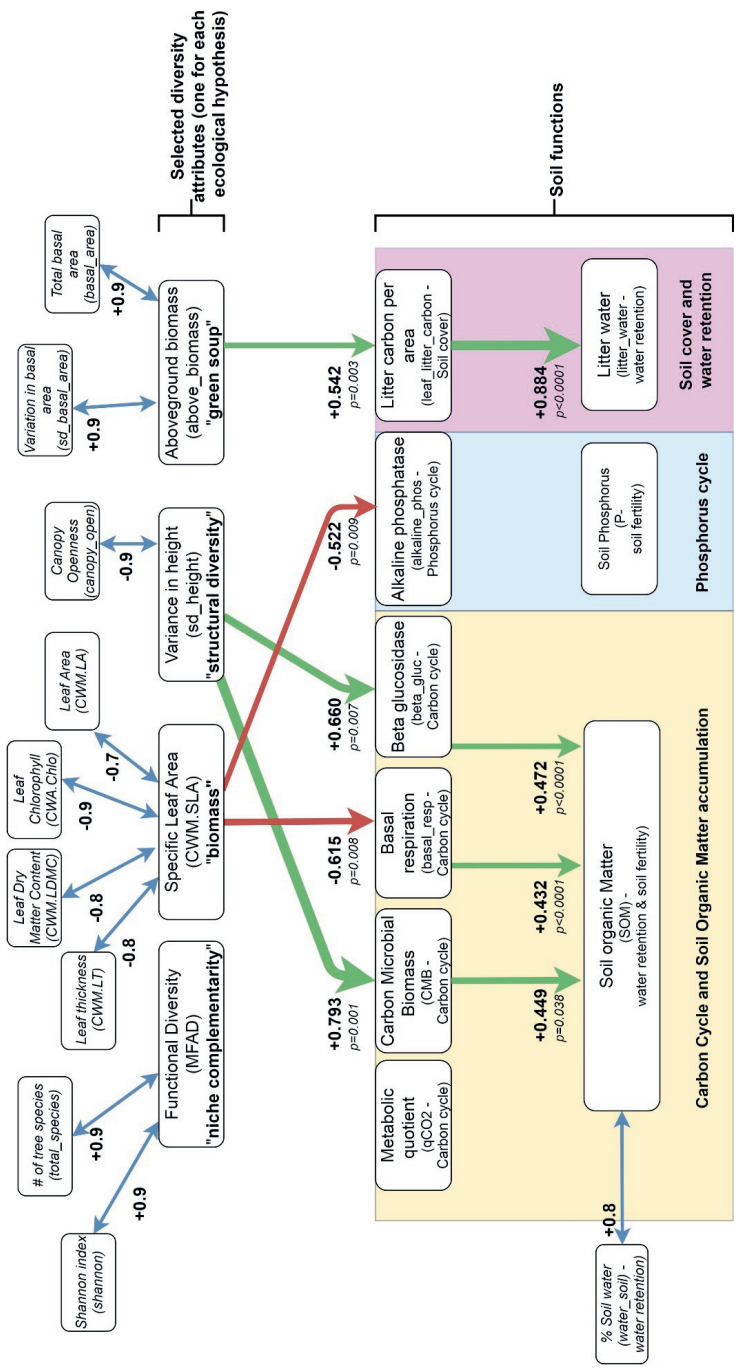 Shannon index
(shannon)
# of tree species
(total_species)
Leaf thickness
(CWM.LT)
Leaf Dry
Matter Content
(CWM.LDMC)
Leaf
Chlorophyll
(CWA.Chlo)
Leaf Area
(CWM.LA)
Canopy
Openness
(canopy_open)
Variation in basal
area
(sd_basal_area)
Total basal
area
(basal_area)
+0.9
+0.9
-0.8
-0.8
-0.9
-0.7
-0.9
+0.9
+0.9
Functional Diversity
(MFAD)
"niche complementarity"
Specific Leaf Area
(CWM.SLA)
"biomass"
Variance in height
(sd_height)
"structural diversity"
Aboveground biomass
(above_biomass)
"green soup"
Selected diversity
attributes (one for each
ecological hypothesis)
+0.793
p=0.001
-0.615
p=0.008
+0.660
p=0.007
-0.522
p=0.009
+0.542
p=0.003
Metabolic
quotient
(qCO2 -
Carbon cycle)
Carbon Microbial
Biomass
(CMB -
Carbon cycle)
Basal
respiration
(basal_resp -
Carbon cycle)
Beta glucosidase
(beta_gluc -
Carbon cycle)
Alkaline phosphatase
(alkaline_phos -
Phosphorus cycle)
Litter carbon per
area
(leaf_litter_carbon -
Soil cover)
Soil functions
+0.449
p=0.038
+0.432
p<0.0001
+0.472
p<0.0001
+0.884
p<0.0001
% Soil water
(water_soil) -
water retention)
+0.8
Soil organic Matter
(SOM) -
water retention & soil fertility)
Soil Phosphorus
(P-
soil fertility)
Litter water
(litter_water -
water retention)
Carbon Cycle and Soil Organic Matter accumulation
Phosphorus cycle
Soil cover and
water retention